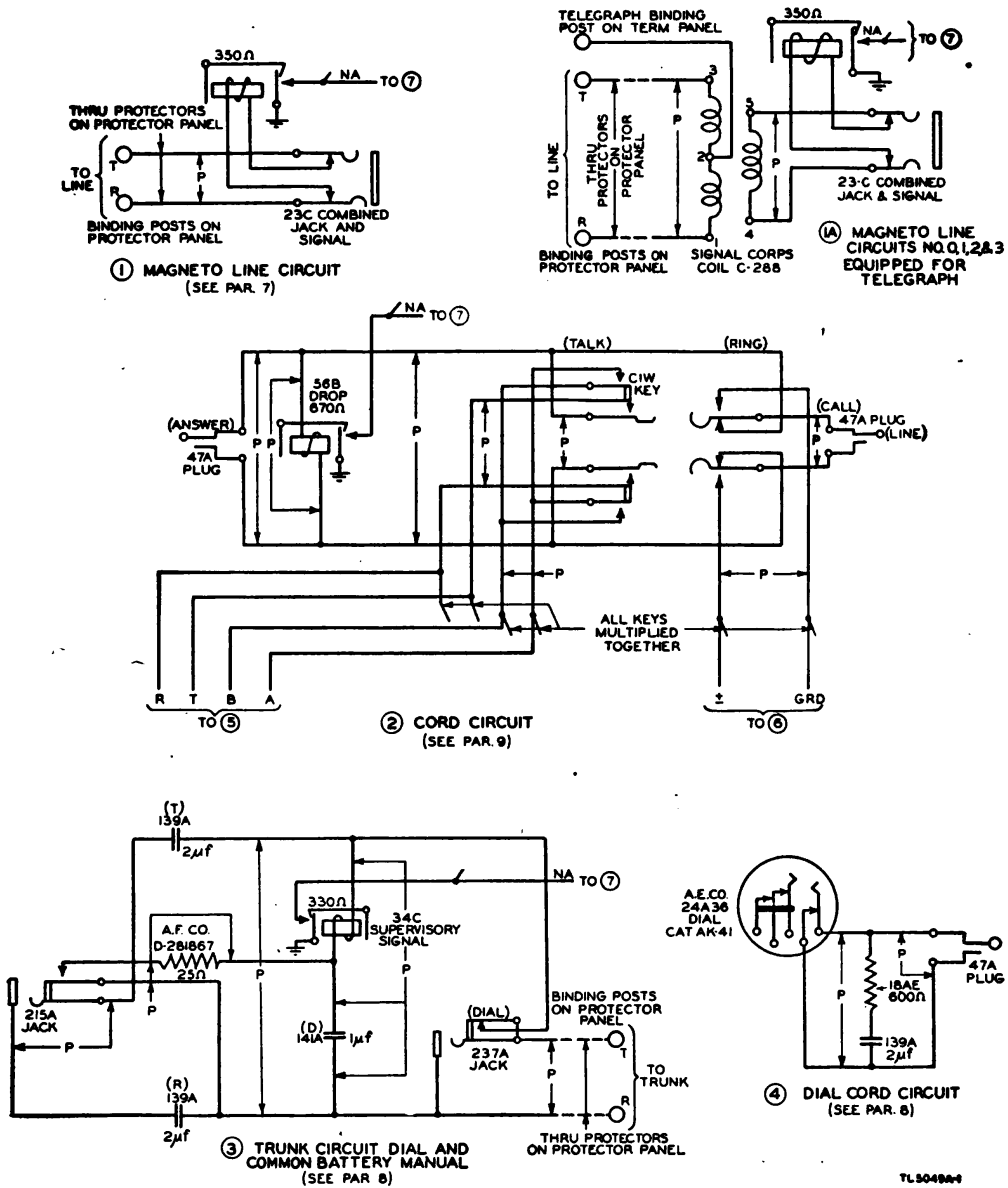 350Ω
NA
TO ⑦
THRU PROTECTORS
ON PROTECTOR PANEL
TO
LINE
T
R
P
BINDING POSTS ON
PROTECTOR PANEL
23C COMBINED
JACK AND
SIGNAL
① MAGNETO LINE CIRCUIT
(SEE PAR. 7)
TELEGRAPH BINDING
POST ON TERM PANEL
T
R
TO LINE
THRU
PROTECTORS
ON
PROTECTOR
PANEL
P
3
2
1
5
4
P
350Ω
NA
TO ⑦
BINDING POSTS ON
PROTECTOR PANEL
SIGNAL CORPS
COIL C-288
23-C COMBINED
JACK & SIGNAL
1A MAGNETO LINE
CIRCUITS NO. 0, 1, 2, & 3
EQUIPPED FOR
TELEGRAPH
NA
TO ⑦
(TALK)
(RING)
56B
DROP
670Ω
(ANSWER)
47A
PLUG
P
P
P
P
P
C1W
KEY
(CALL)
47A PLUG
(LINE)
P
P
P
ALL KEYS
MULTIPLIED
TOGETHER
R T B A
TO ⑤
± GRD
TO ⑥
② CORD CIRCUIT
(SEE PAR. 9)
(T)
139A
2μf
A.F. CO.
D-281867
25Ω
P
215A
JACK
P
(R)
139A
2μf
P
330Ω
34C
SUPERVISORY
SIGNAL
NA
TO ⑦
P
(D)
141A
1μf
(DIAL)
237A
JACK
BINDING POSTS
ON PROTECTOR
PANEL
T
R
P
TO
TRUNK
THRU PROTECTORS
ON PROTECTOR PANEL
③ TRUNK CIRCUIT DIAL AND
COMMON BATTERY MANUAL
(SEE PAR 8)
A.E.CO.
24A36
DIAL
CAT AK-41
P
P
18AE
600Ω
139A
2μf
47A
PLUG
④ DIAL CORD CIRCUIT
(SEE PAR. 8)